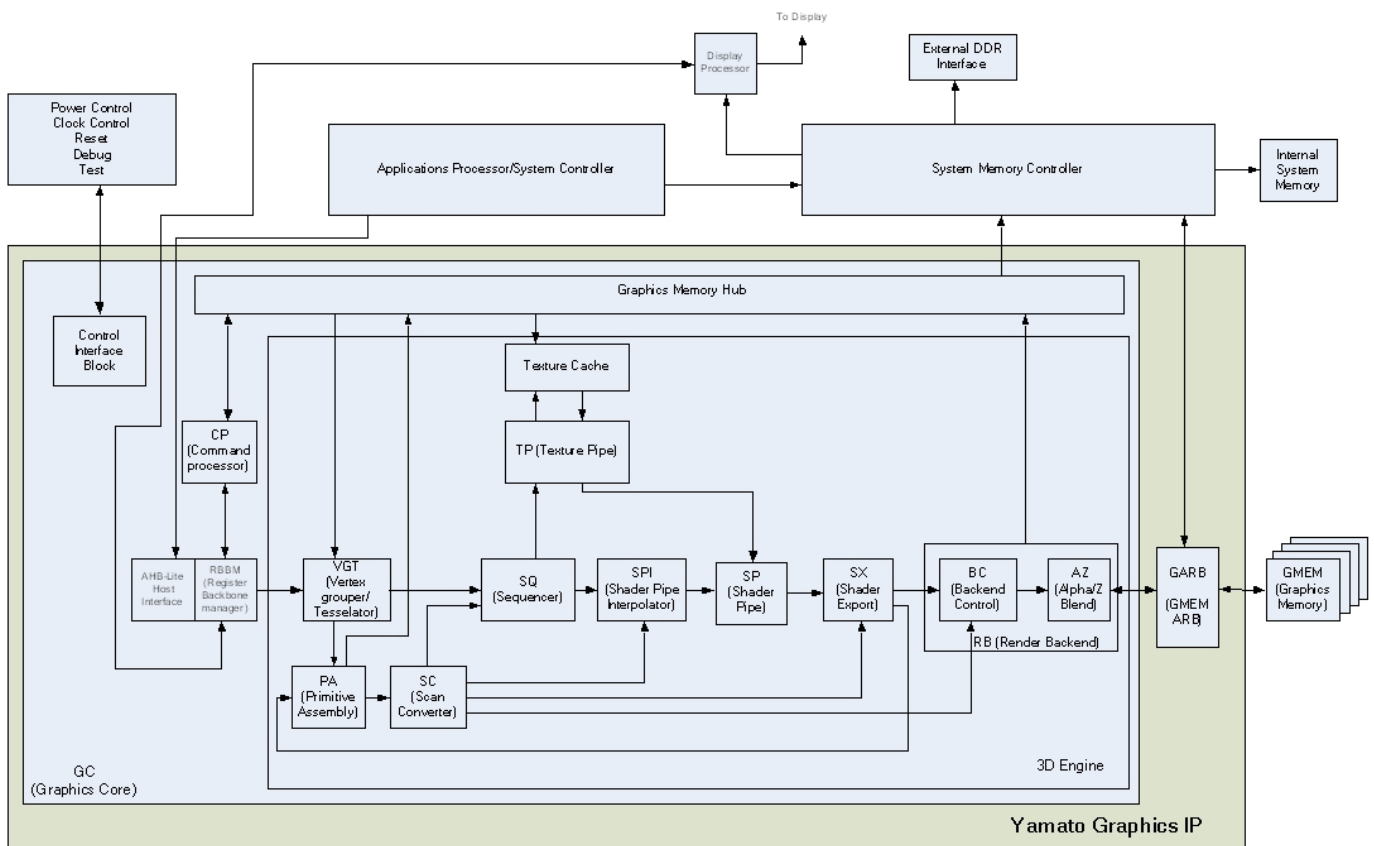 To Display
Display
Processor
External DDR
Interface
Power Control
Clock Control
Reset
Debug
Test
Applications Processor/System Controller
System Memory Controller
Internal
System
Memory
Graphics Memory Hub
Control
Interface
Block
Texture Cache
CP
(Command
processor)
TP (Texture Pipe)
AHB-Lite
Host
Interface
RBBM
(Register
Backbone
manager)
VGT
(Vertex
grouper/
Tesselator)
SQ
(Sequencer)
SPI
(Shader Pipe
Interpolator)
SP
(Shader
Pipe)
SX
(Shader
Export)
BC
(Backend
Control)
AZ
(Alpha/Z
Blend)
RB (Render Backend)
GARB
(GMEM
ARB)
GMEM
(Graphics
Memory)
PA
(Primitive
Assembly)
SC
(Scan
Converter)
3D Engine
GC
(Graphics Core)
Yamato Graphics IP